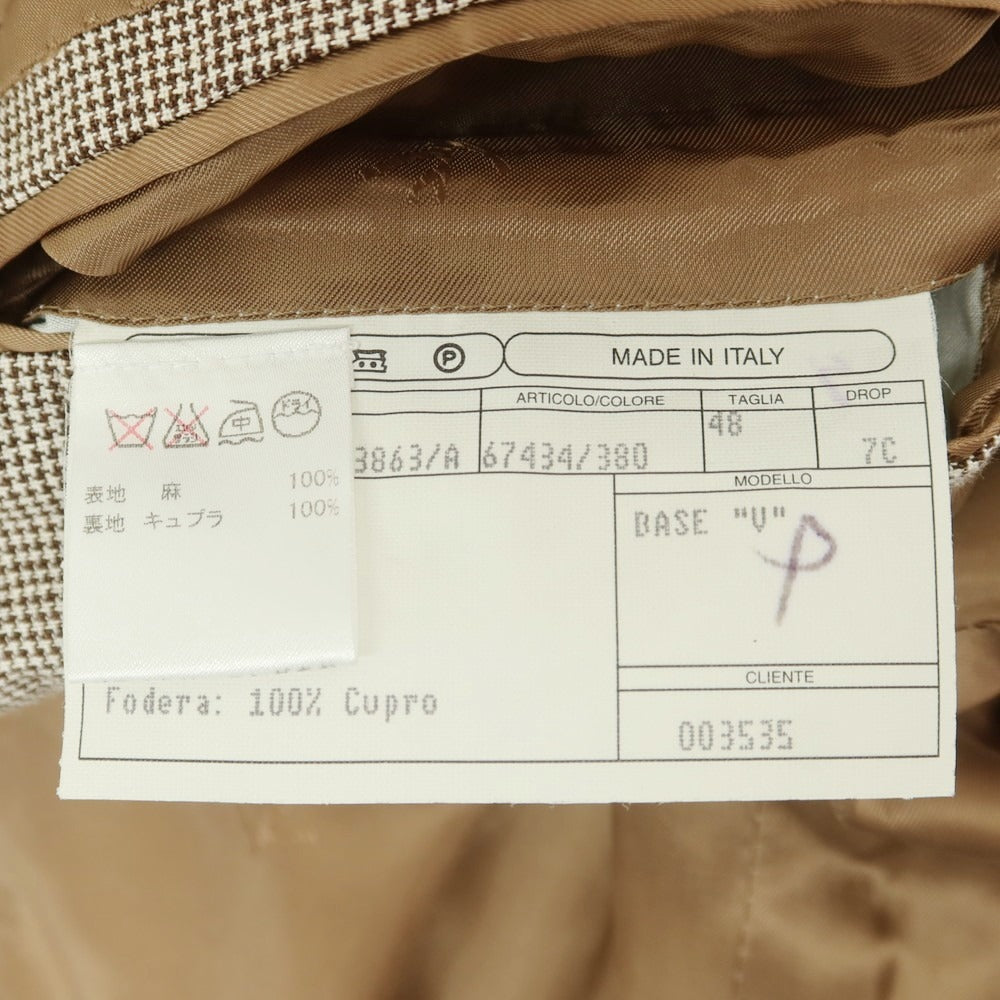 P
MADE IN ITALY
ARTICOLO/COLORE
TAGLIA
DROP
3863/A
67434/380
48
7C
MODELLO
BASE "V"
P
CLIENTE
003535
Fodera: 100% Cupro
中
ドライ
表地 麻 100%
裏地 キュプラ 100%